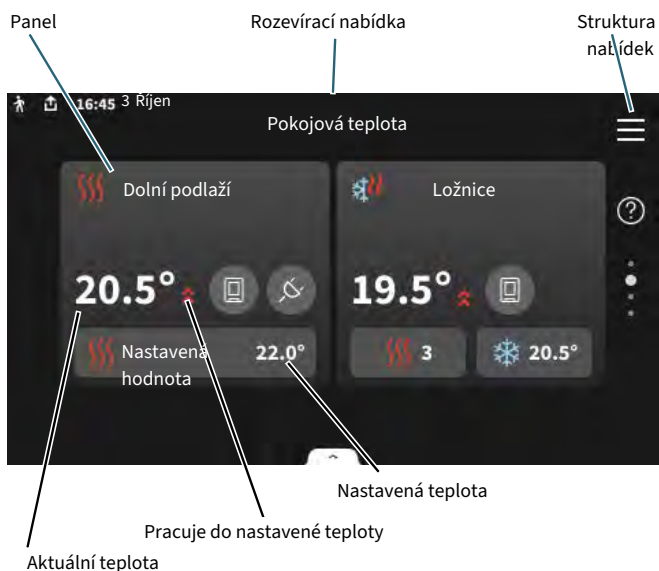 Panel
Rozevírací nabídka
Struktura
nabídek
16:45 3 Říjen
Pokojová teplota
Dolní podlaží
Ložnice
20.5°
19.5°
Nastavená
hodnota
22.0°
3
20.5°
Nastavená teplota
Pracuje do nastavené teploty
Aktuální teplota